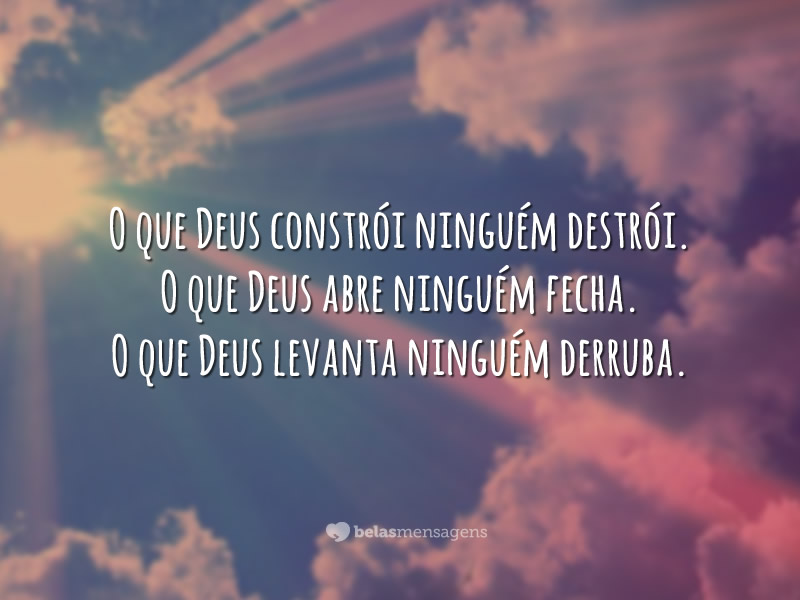 O que Deus constrói ninguém destrói.
O que Deus abre ninguém fecha.
O que Deus levanta ninguém derruba.
belasmensagens